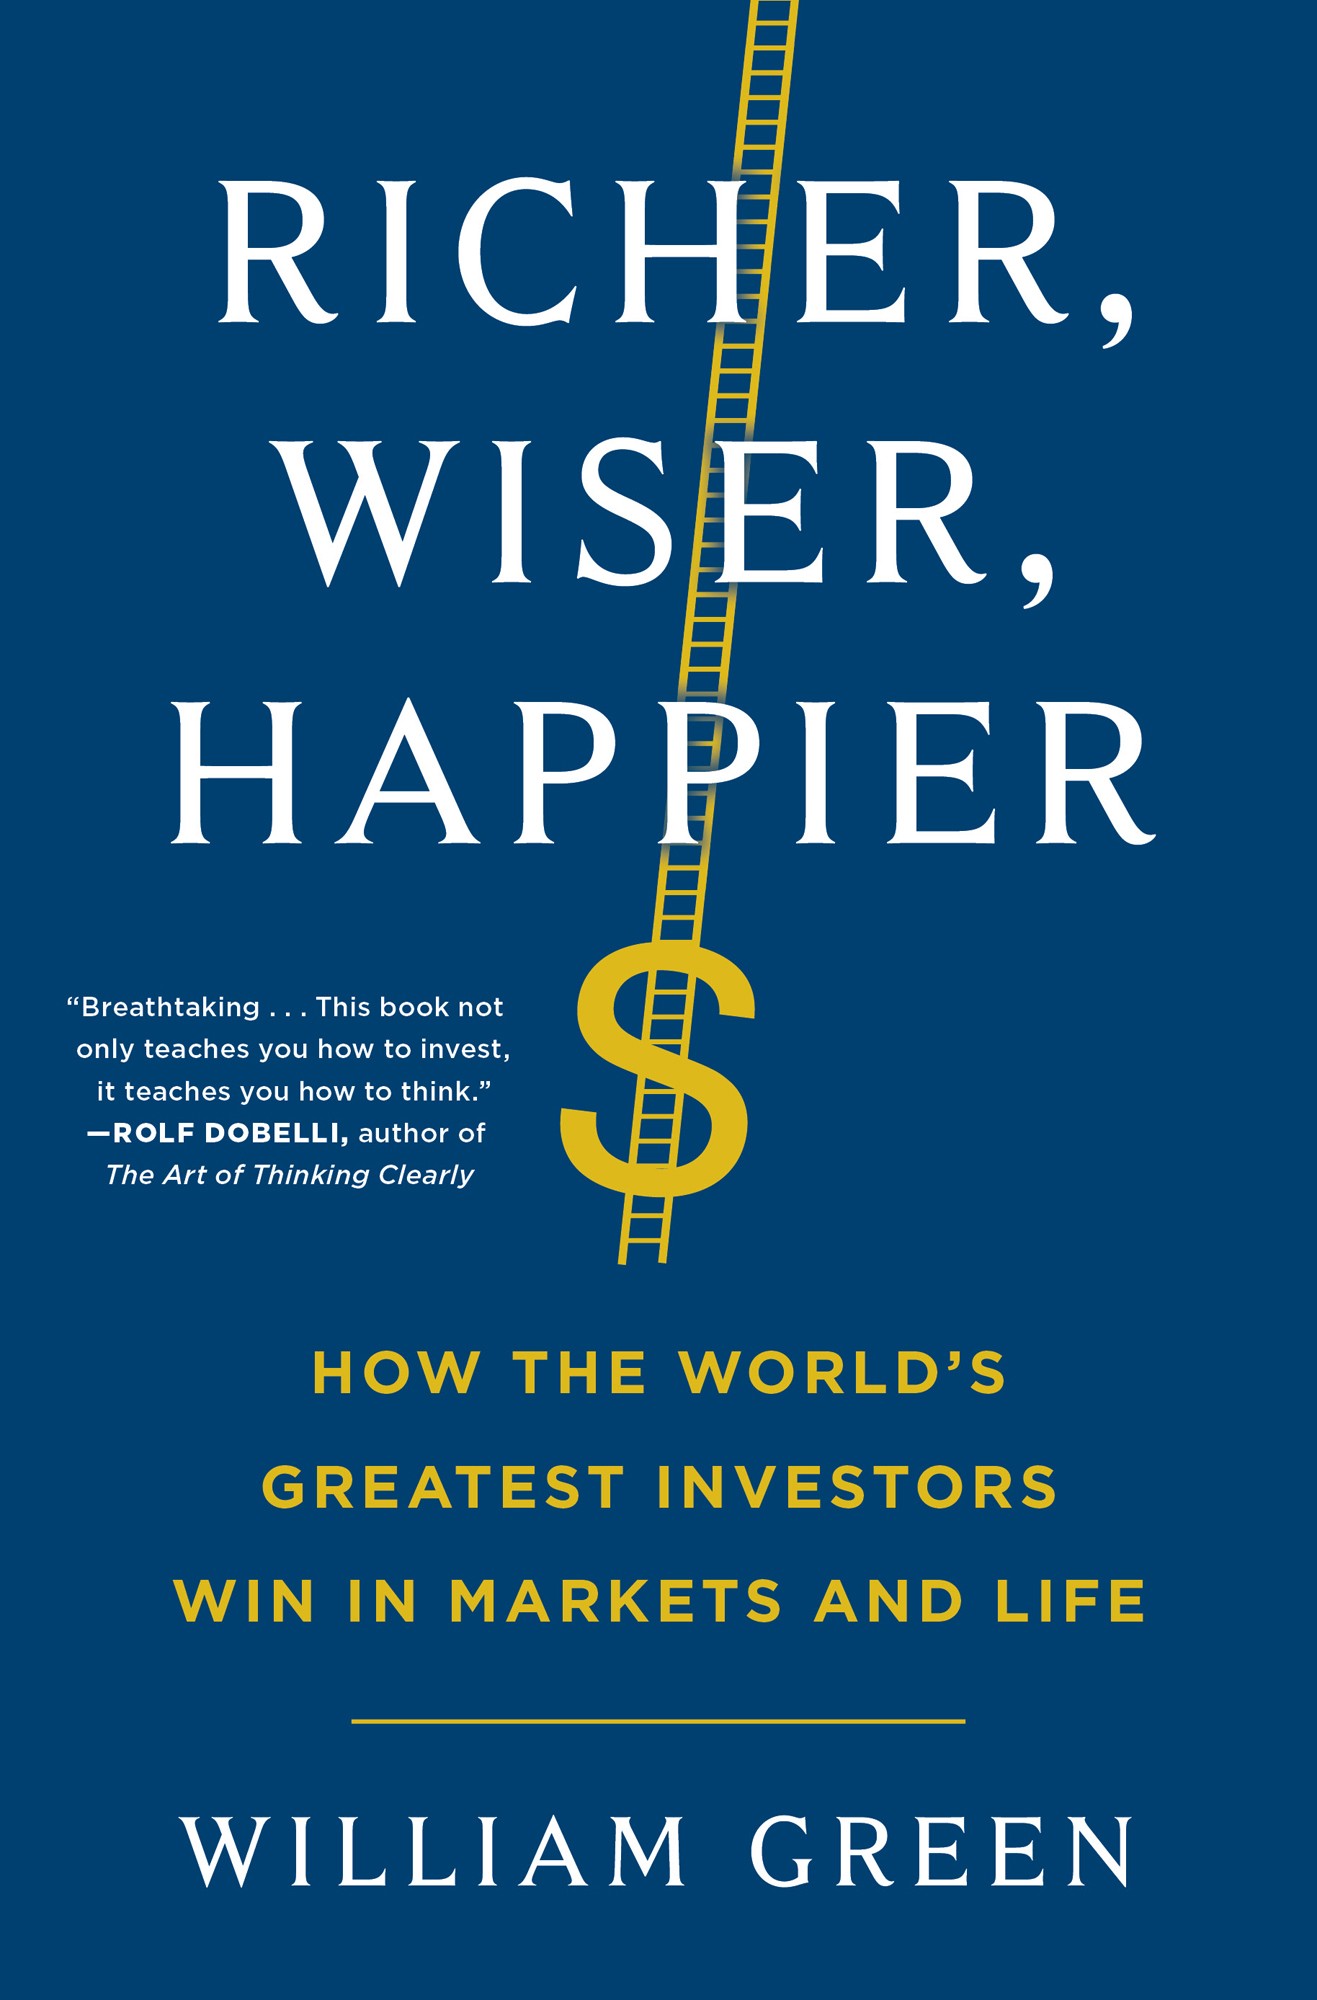 RICHER,
WISER,
HAPPIER
$
“Breathtaking . . . This book not
only teaches you how to invest,
it teaches you how to think.”
—ROLF DOBELLI, author of
The Art of Thinking Clearly
HOW THE WORLD’S
GREATEST INVESTORS
WIN IN MARKETS AND LIFE
WILLIAM GREEN